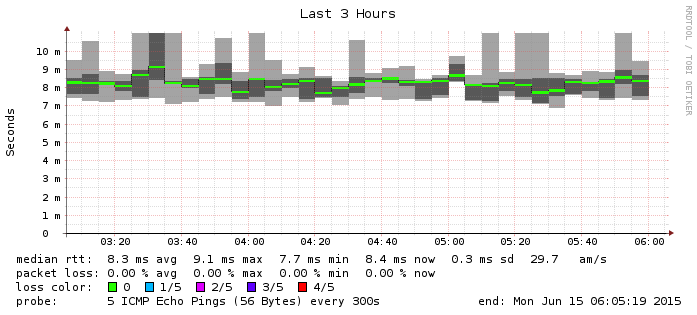 Last 3 Hours
RRDTOOL / TOBI OETIKER
Seconds
10 m
9 m
8 m
7 m
6 m
5 m
4 m
3 m
2 m
1 m
0
03:20 03:40 04:00 04:20 04:40 05:00 05:20 05:40 06:00
median rtt: 8.3 ms avg 9.1 ms max 7.7 ms min 8.4 ms now 0.3 ms sd 29.7 am/s
packet loss: 0.00 % avg 0.00 % max 0.00 % min 0.00 % now
loss color: 0 1/5 2/5 3/5 4/5
probe: 5 ICMP Echo Pings (56 Bytes) every 300s end: Mon Jun 15 06:05:19 2015